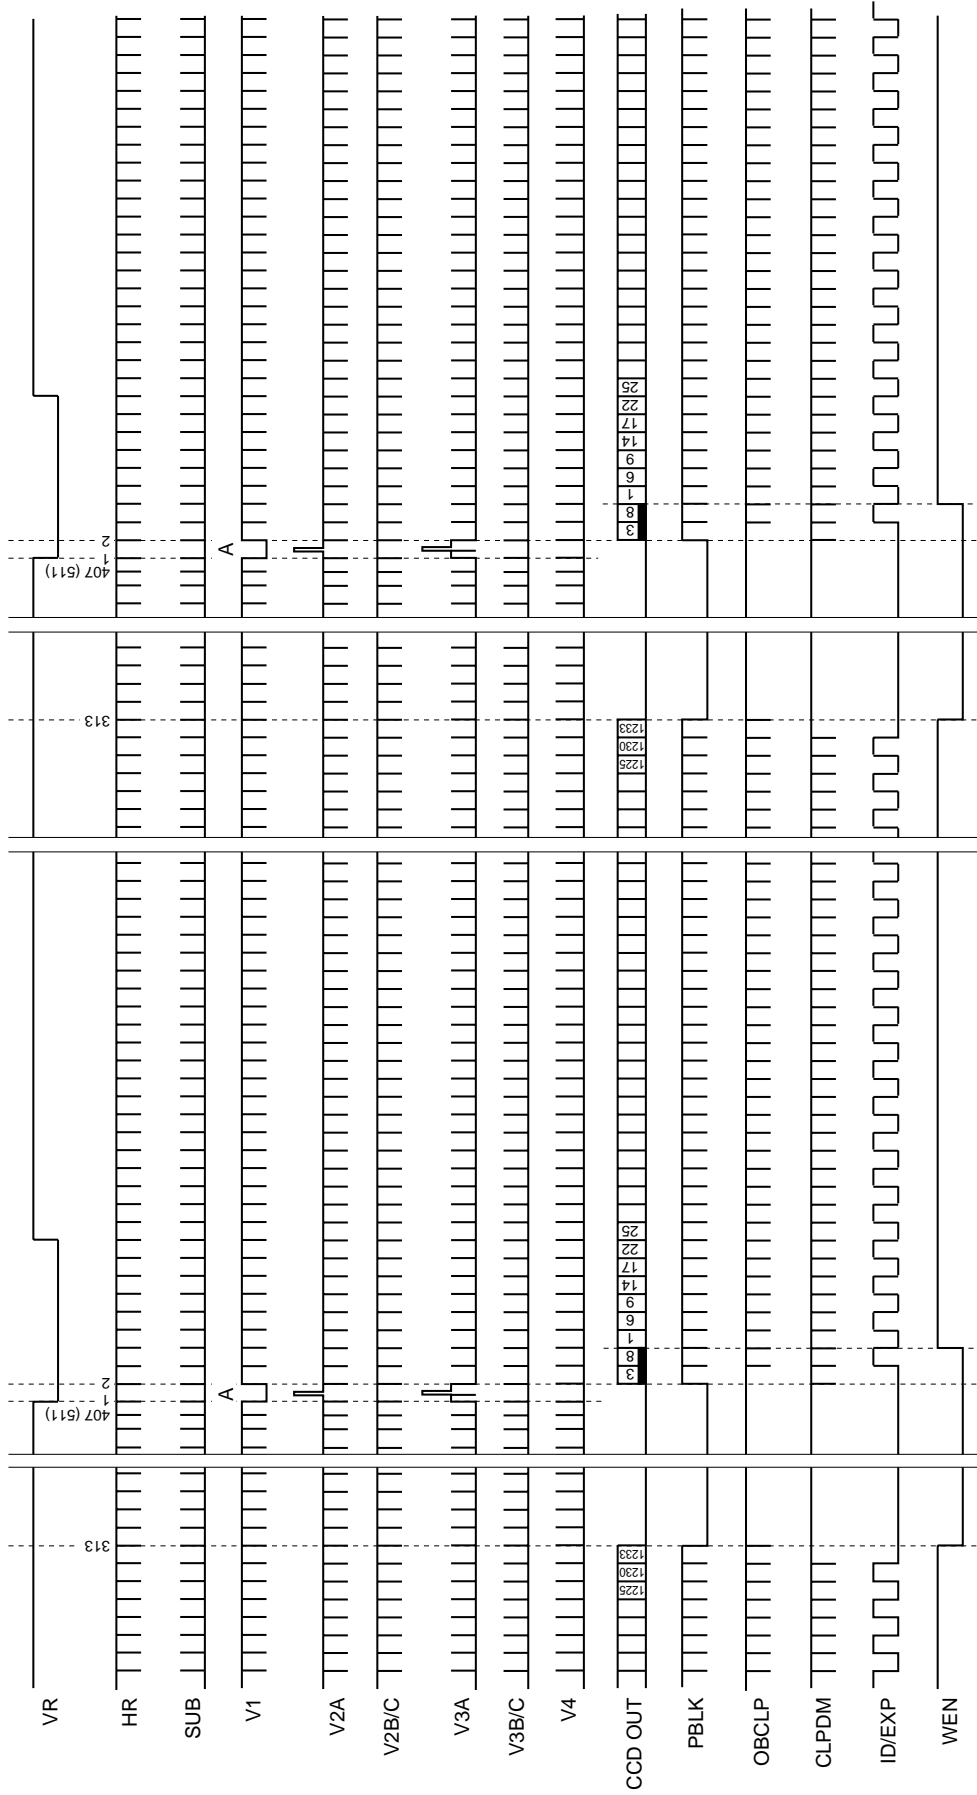 VR
313
407 (511)
1
2
313
407 (511)
1
2
HR
SUB
A
A
V1
V2A
V2B/C
V3A
V3B/C
V4
CCD OUT
1225 1230 1233
3 8 1 6 9 14 17 22 25
1225 1230 1233
3 8 1 6 9 14 17 22 25
PBLK
OBCLP
CLPDM
ID/EXP
WEN